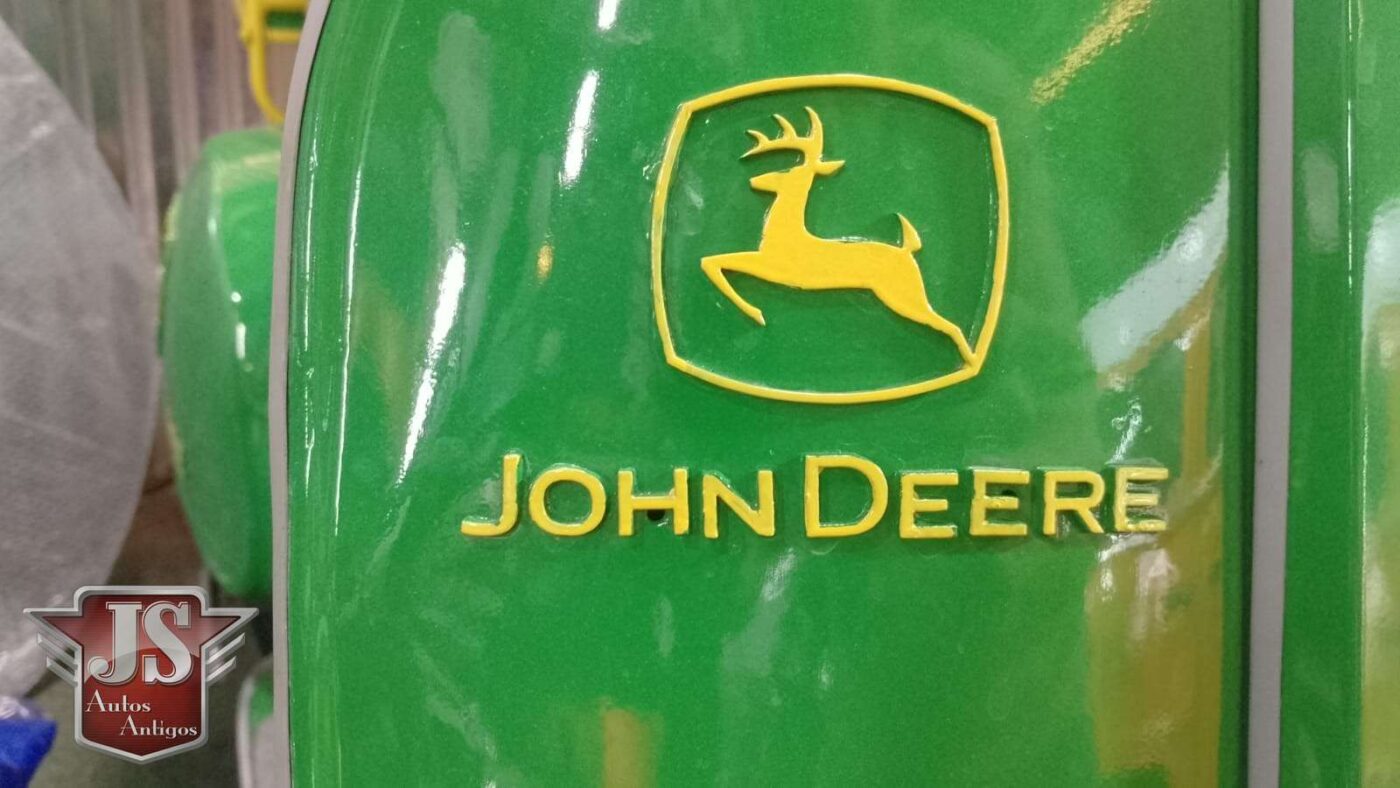 JOHN DEERE
JS
Autos
Antigos